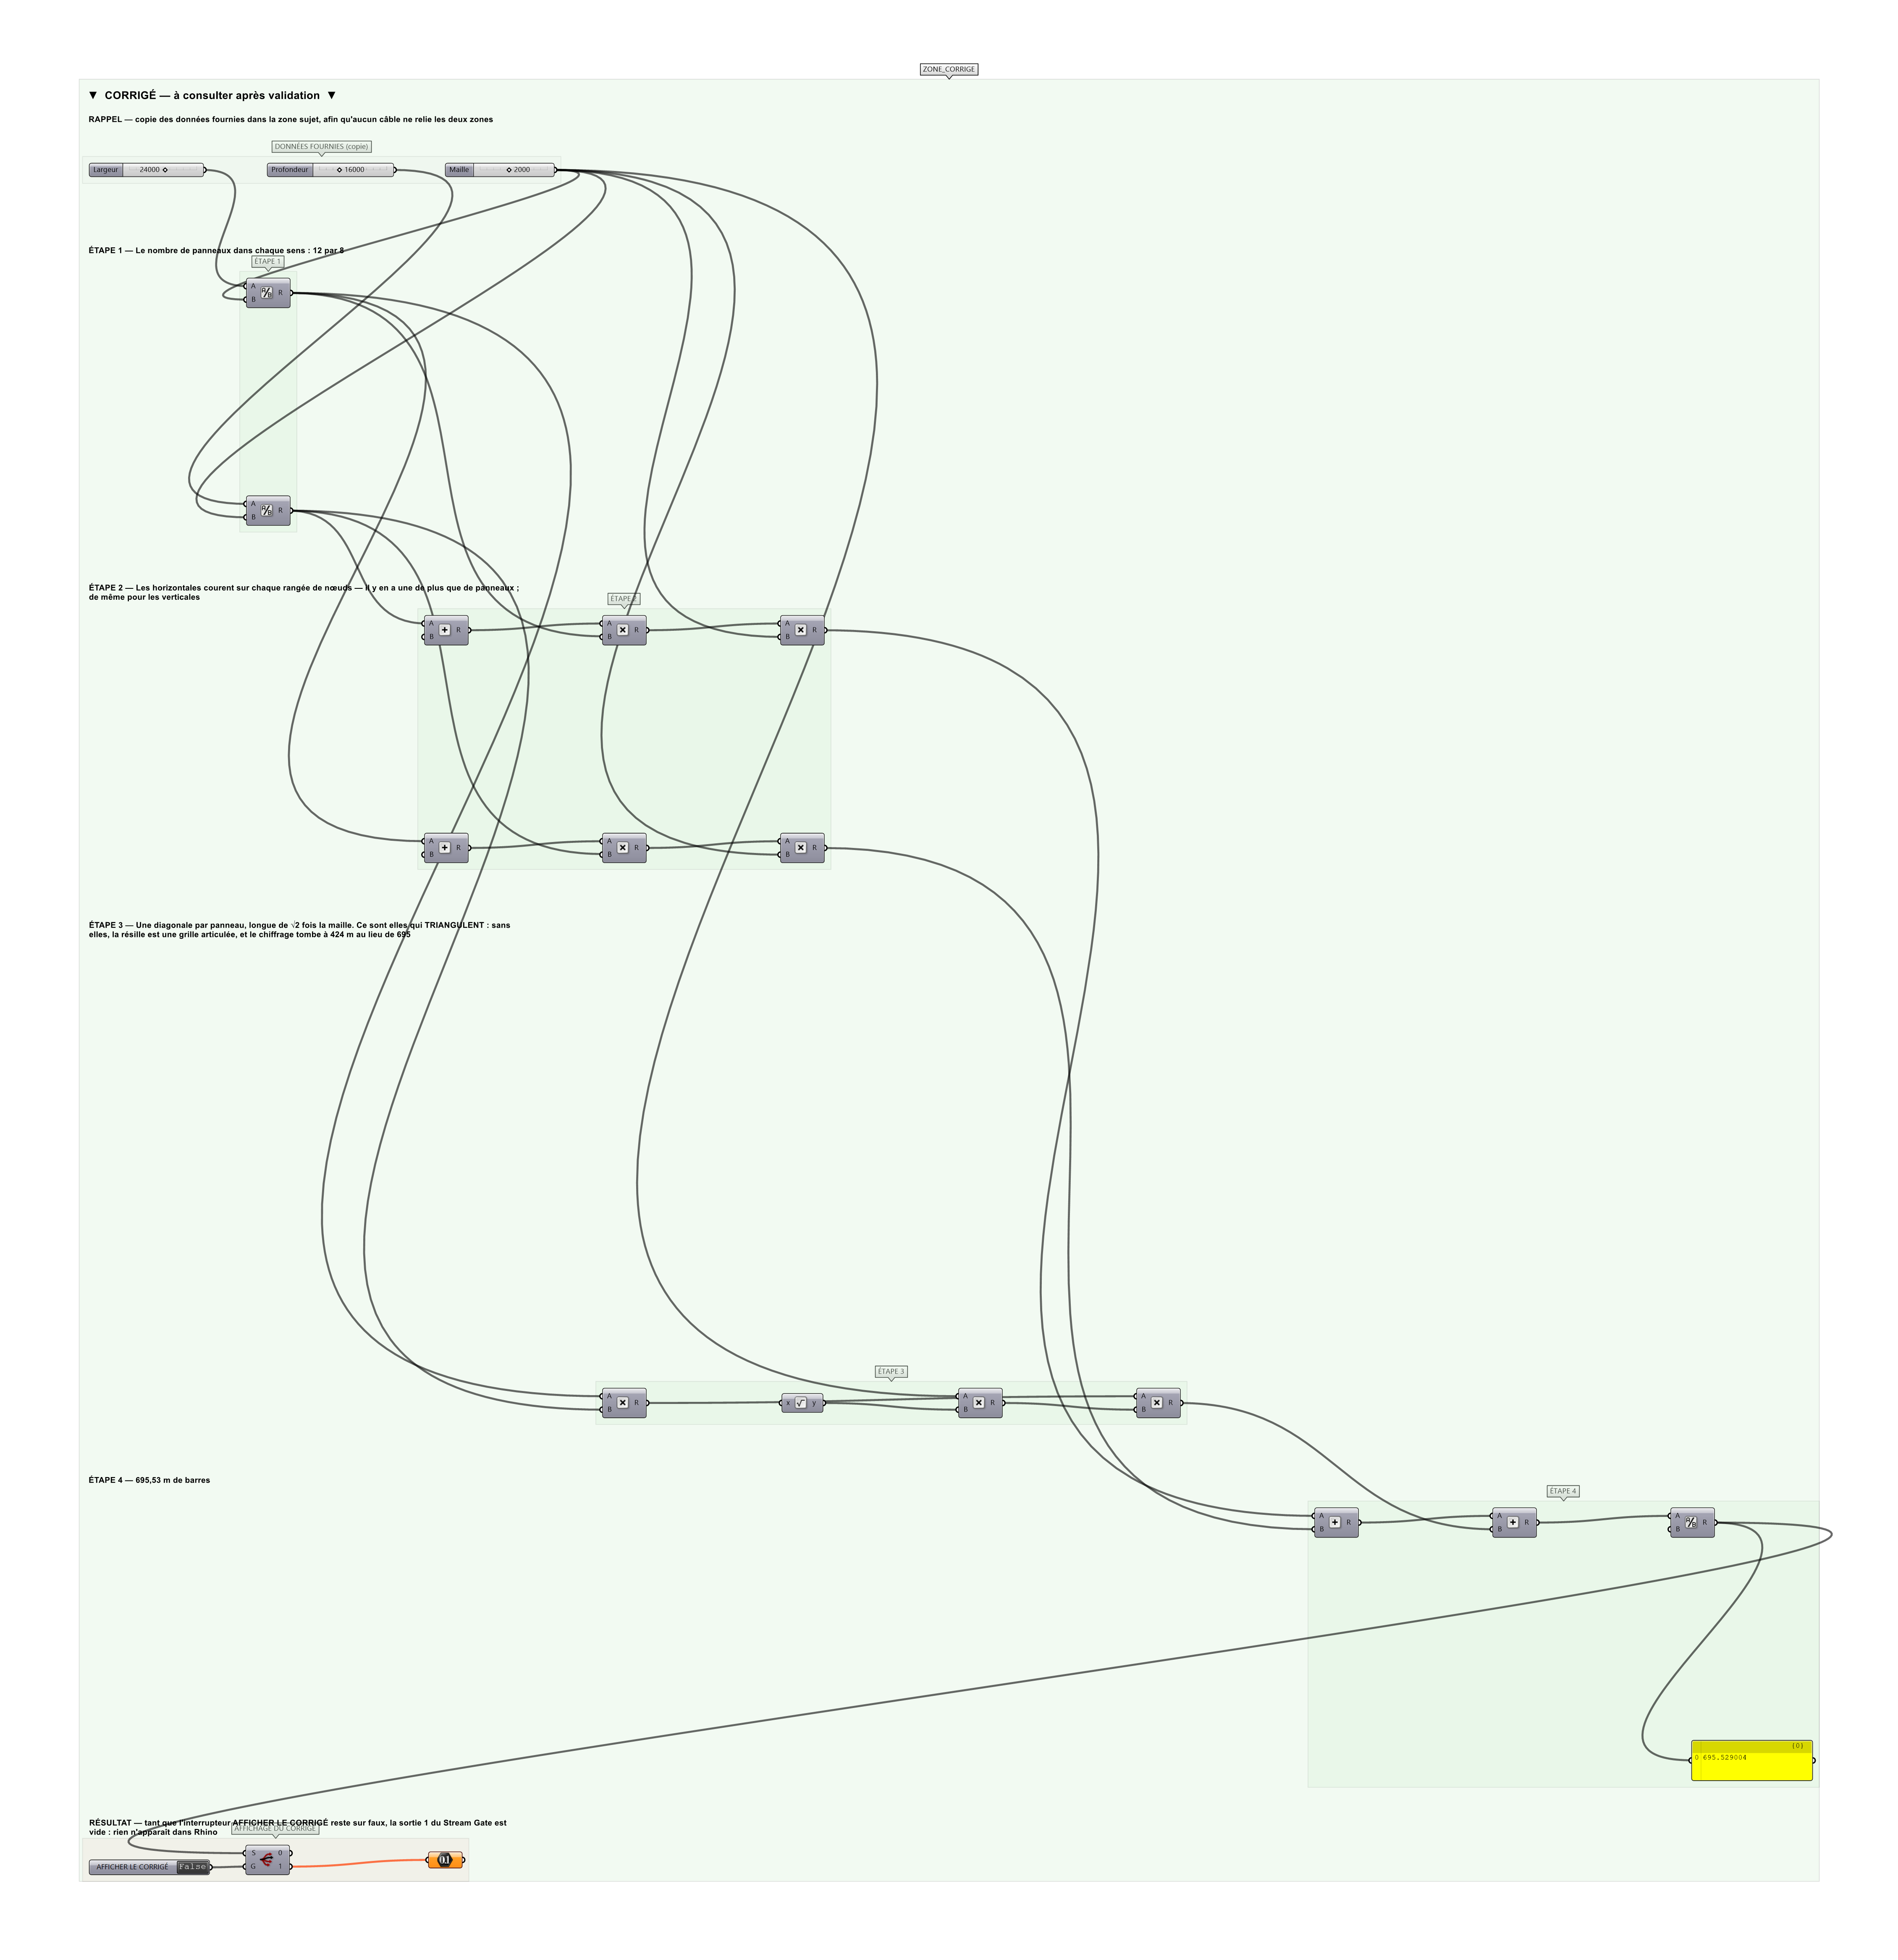 ZONE_CORRIGE
▼ CORRIGÉ — à consulter après validation ▼
RAPPEL — copie des données fournies dans la zone sujet, afin qu'aucun câble ne relie les deux zones
DONNÉES FOURNIES (copie)
Largeur 24000 Profondeur 16000 Maille 2000
ÉTAPE 1 — Le nombre de panneaux dans chaque sens : 12 par 8
ÉTAPE 1
A B A/B R
A B A/B R
ÉTAPE 2 — Les horizontales courent sur chaque rangée de nœuds — il y en a une de plus que de panneaux ;
de même pour les verticales
ÉTAPE 2
A B + R A B × R A B × R
A B + R A B × R A B × R
ÉTAPE 3 — Une diagonale par panneau, longue de √2 fois la maille. Ce sont elles qui TRIANGULENT : sans
elles, la résille est une grille articulée, et le chiffrage tombe à 424 m au lieu de 695
ÉTAPE 3
A B × R x √ y A B × R A B × R
ÉTAPE 4 — 695,53 m de barres
ÉTAPE 4
A B + R A B + R A B A/B R
{0}
0 695.529004
RÉSULTAT — tant que l'interrupteur AFFICHER LE CORRIGÉ reste sur faux, la sortie 1 du Stream Gate est
vide : rien n'apparaît dans Rhino
AFFICHAGE DU CORRIGÉ
AFFICHER LE CORRIGÉ False S G 0 1 0.1